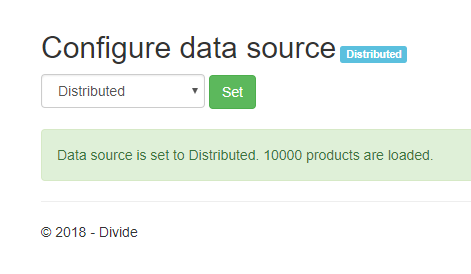 Configure data source Distributed
Distributed Set
Data source is set to Distributed. 10000 products are loaded.
© 2018 - Divide